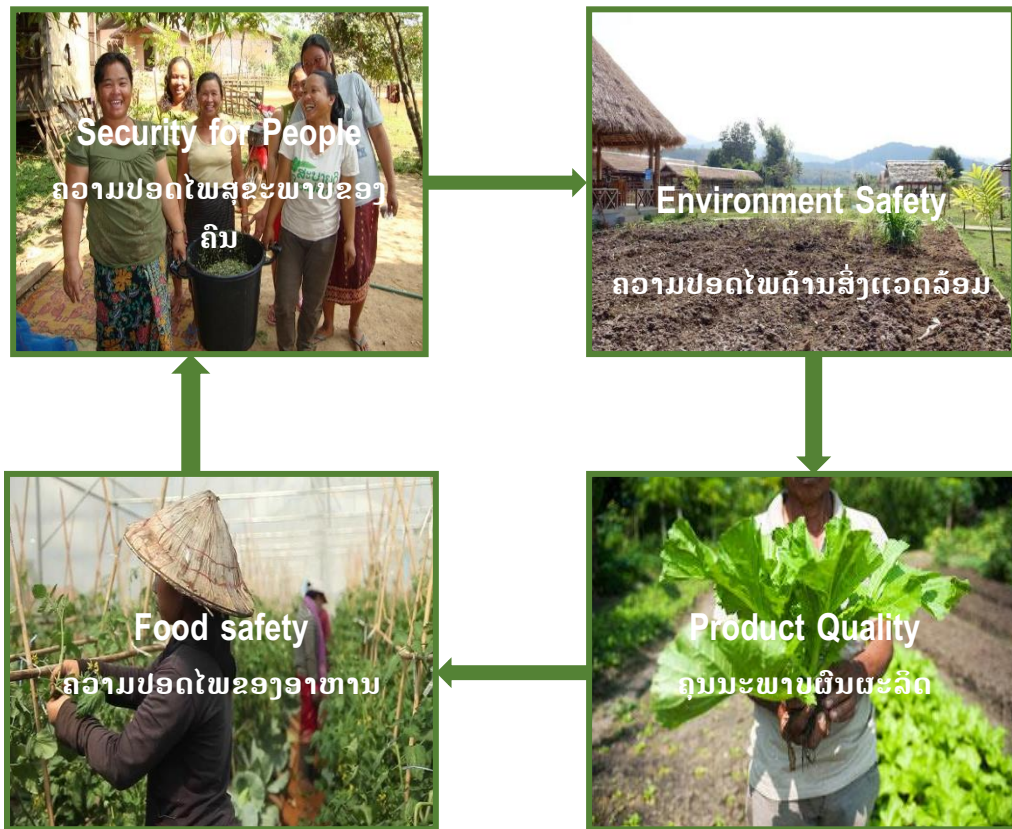 Security for People
ຄວາມປອດໄພສຸຂະພາບຂອງ
ຄົນ
Environment Safety
ຄວາມປອດໄພດ້ານສິ່ງແວດລ້ອມ
Food safety
ຄວາມປອດໄພຂອງອາຫານ
Product Quality
ຄຸນນະພາບຜົນຜະລິດ